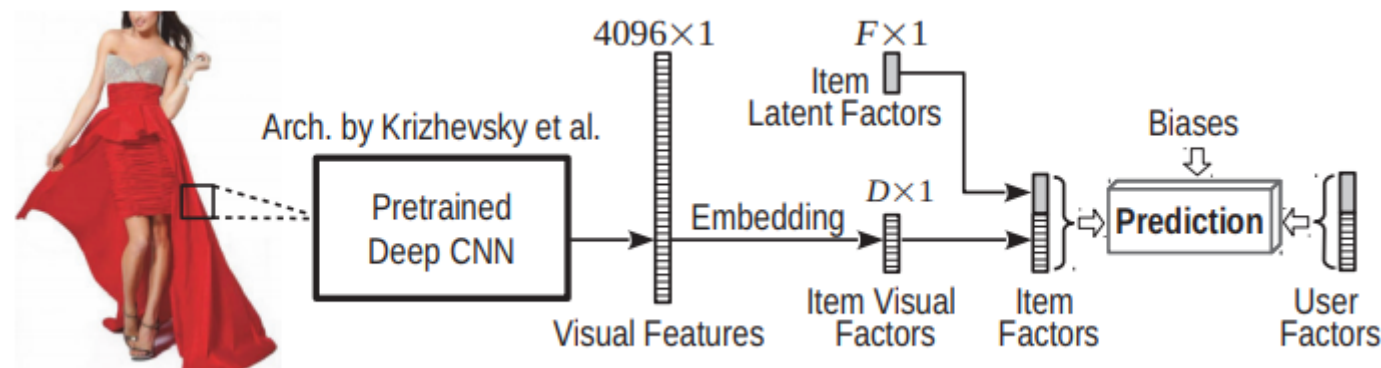 4096×1
F×1
Item
Latent Factors
Arch. by Krizhevsky et al.
Biases
Pretrained
Deep CNN
Embedding
D×1
Prediction
Visual Features
Item Visual
Factors
Item
Factors
User
Factors